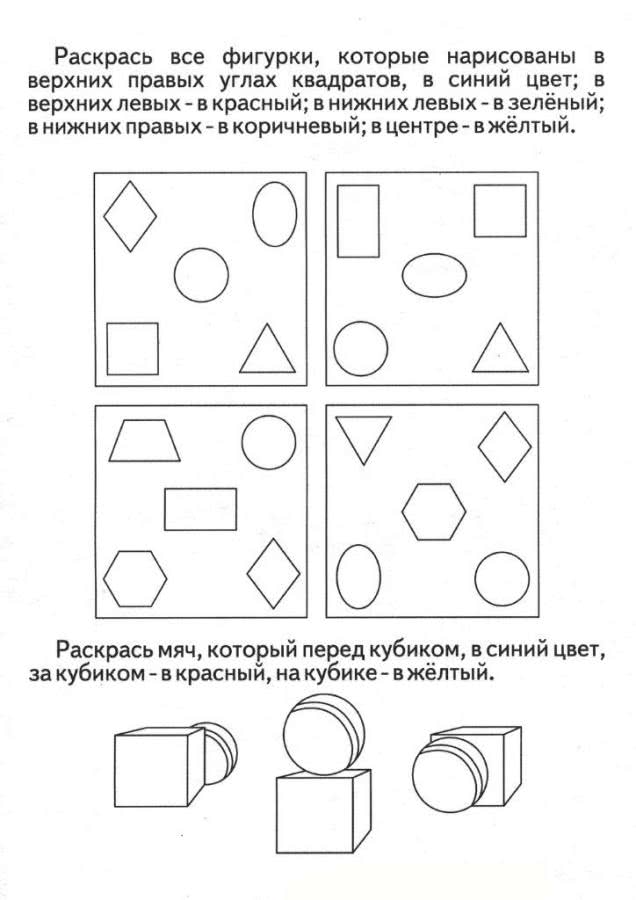 Раскрась все фигурки, которые нарисованы в
верхних правых углах квадратов, в синий цвет; в
верхних левых - в красный; в нижних левых - в зелёный;
в нижних правых - в коричневый; в центре - в жёлтый.
Раскрась мяч, который перед кубиком, в синий цвет,
за кубиком - в красный, на кубике - в жёлтый.